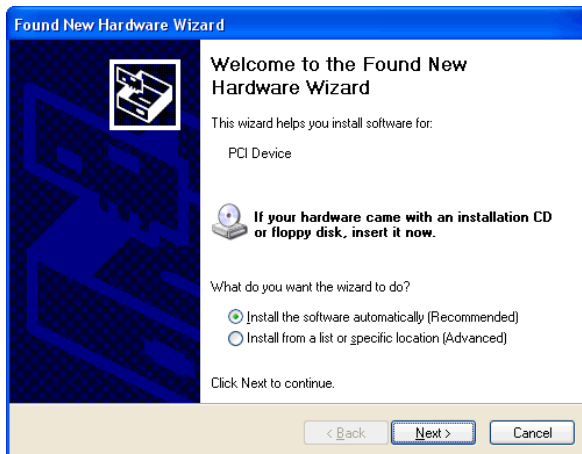 Found New Hardware Wizard
Welcome to the Found New
Hardware Wizard
This wizard helps you install software for:
PCI Device
If your hardware came with an installation CD
or floppy disk, insert it now.
What do you want the wizard to do?
Install the software automatically (Recommended)
Install from a list or specific location (Advanced)
Click Next to continue.
< Back Next > Cancel